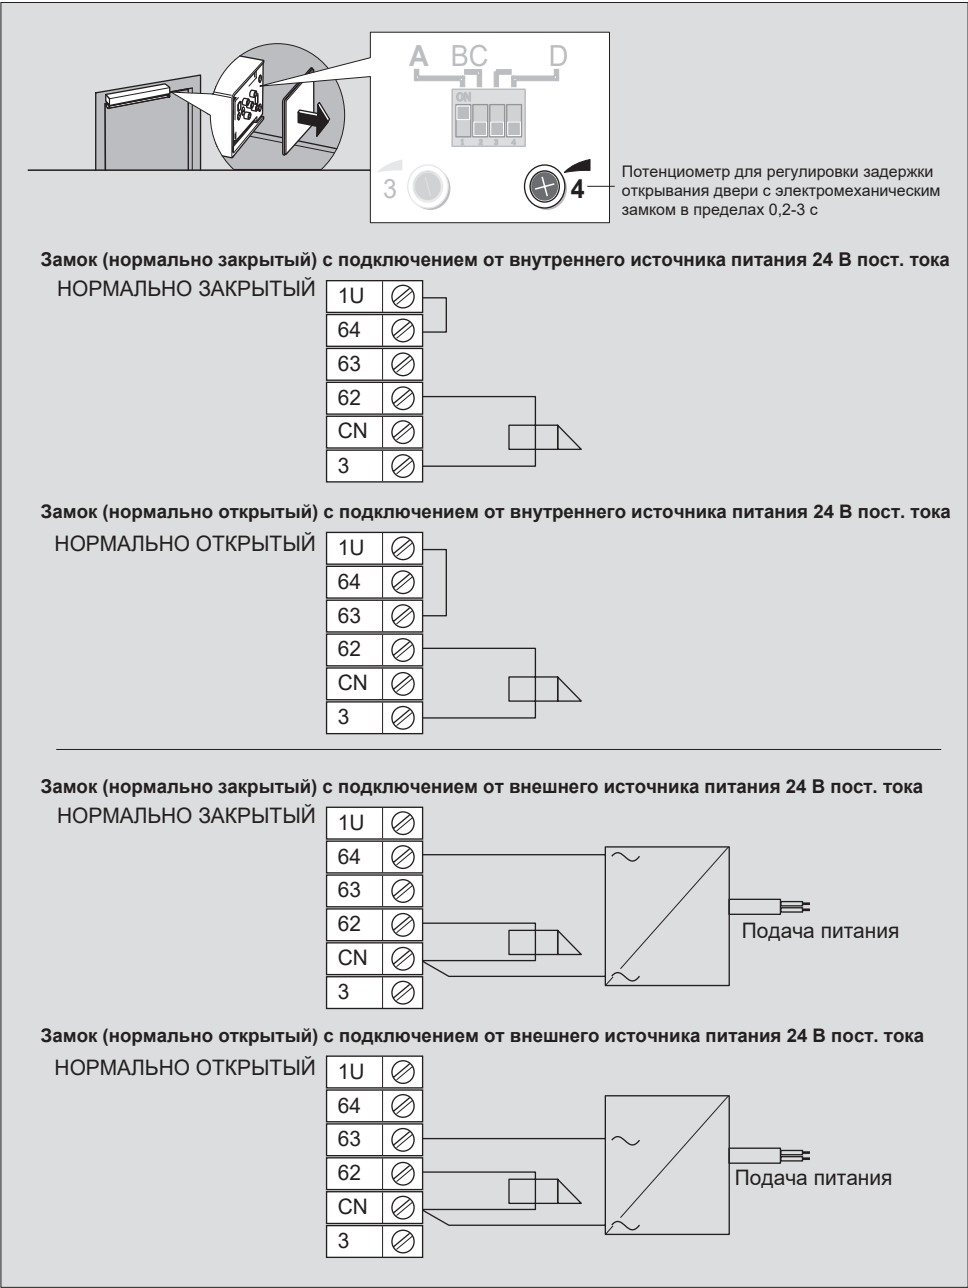 A BC D
ON
1 2 3 4
3
4
Потенциометр для регулировки задержки
открывания двери с электромеханическим
замком в пределах 0,2-3 с
Замок (нормально закрытый) с подключением от внутреннего источника питания 24 В пост. тока
НОРМАЛЬНО ЗАКРЫТЫЙ
1U
64
63
62
CN
3
Замок (нормально открытый) с подключением от внутреннего источника питания 24 В пост. тока
НОРМАЛЬНО ОТКРЫТЫЙ
1U
64
63
62
CN
3
Замок (нормально закрытый) с подключением от внешнего источника питания 24 В пост. тока
НОРМАЛЬНО ЗАКРЫТЫЙ
1U
64
63
62
CN
3
Подача питания
Замок (нормально открытый) с подключением от внешнего источника питания 24 В пост. тока
НОРМАЛЬНО ОТКРЫТЫЙ
1U
64
63
62
CN
3
Подача питания